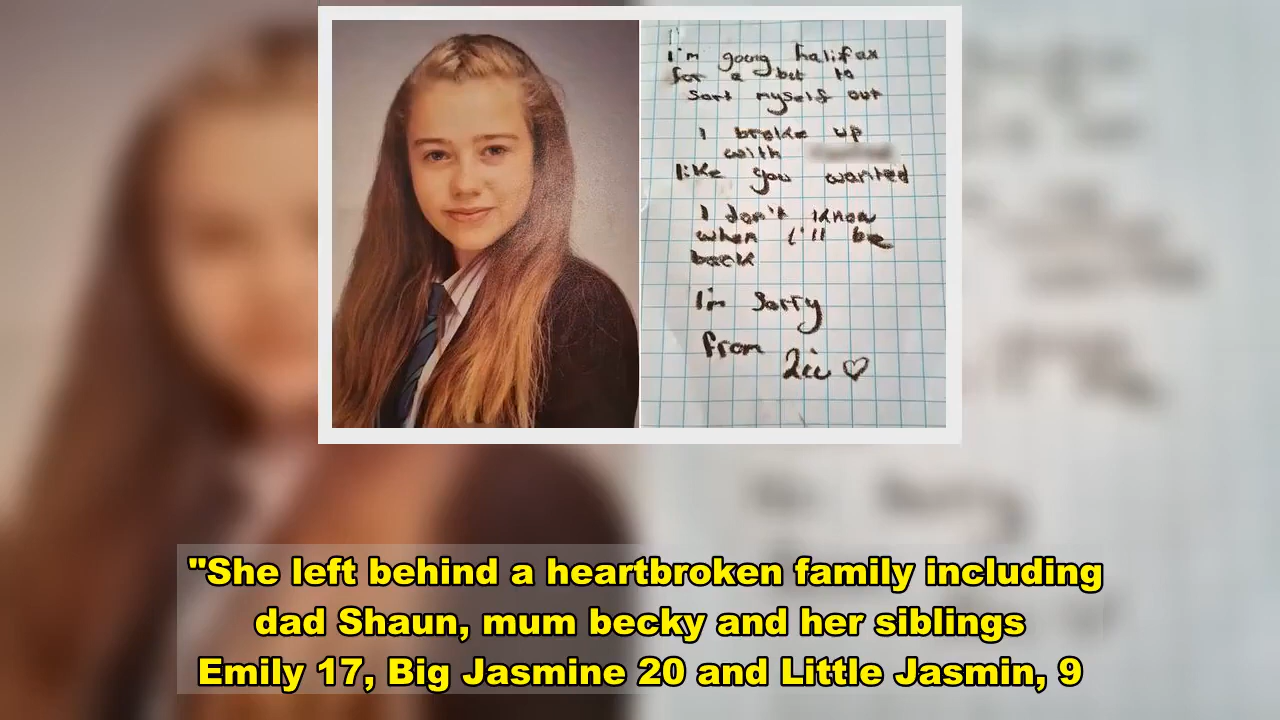 I'm going halifax
for a bit to
sort myself out
I broke up
with
like you wanted
I don't know
when I'll be
back
I'm sorry
from
"She left behind a heartbroken family including
dad Shaun, mum becky and her siblings
Emily 17, Big Jasmine 20 and Little Jasmin, 9